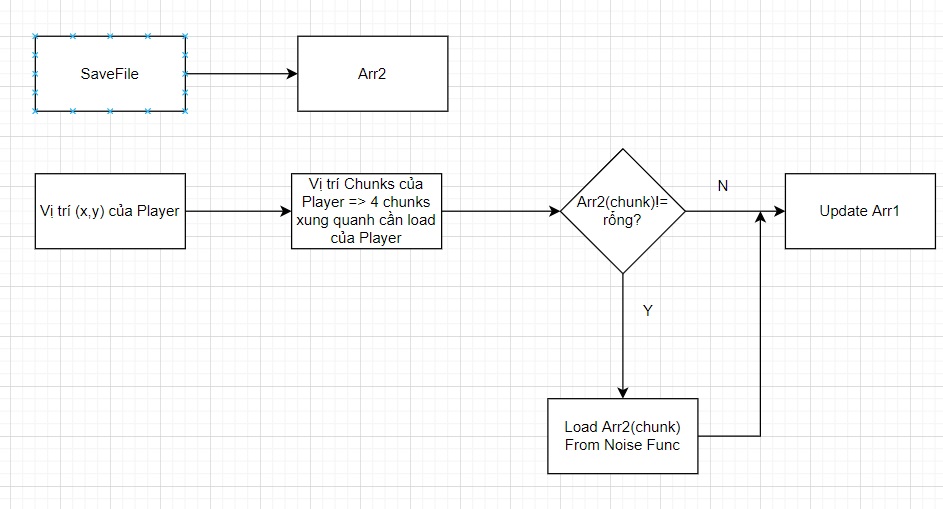 SaveFile
Arr2
Vị trí (x,y) của Player
Vị trí Chunks của
Player => 4 chunks
xung quanh cần load
của Player
Arr2(chunk)!=
rỗng?
N
Update Arr1
Y
Load Arr2(chunk)
From Noise Func